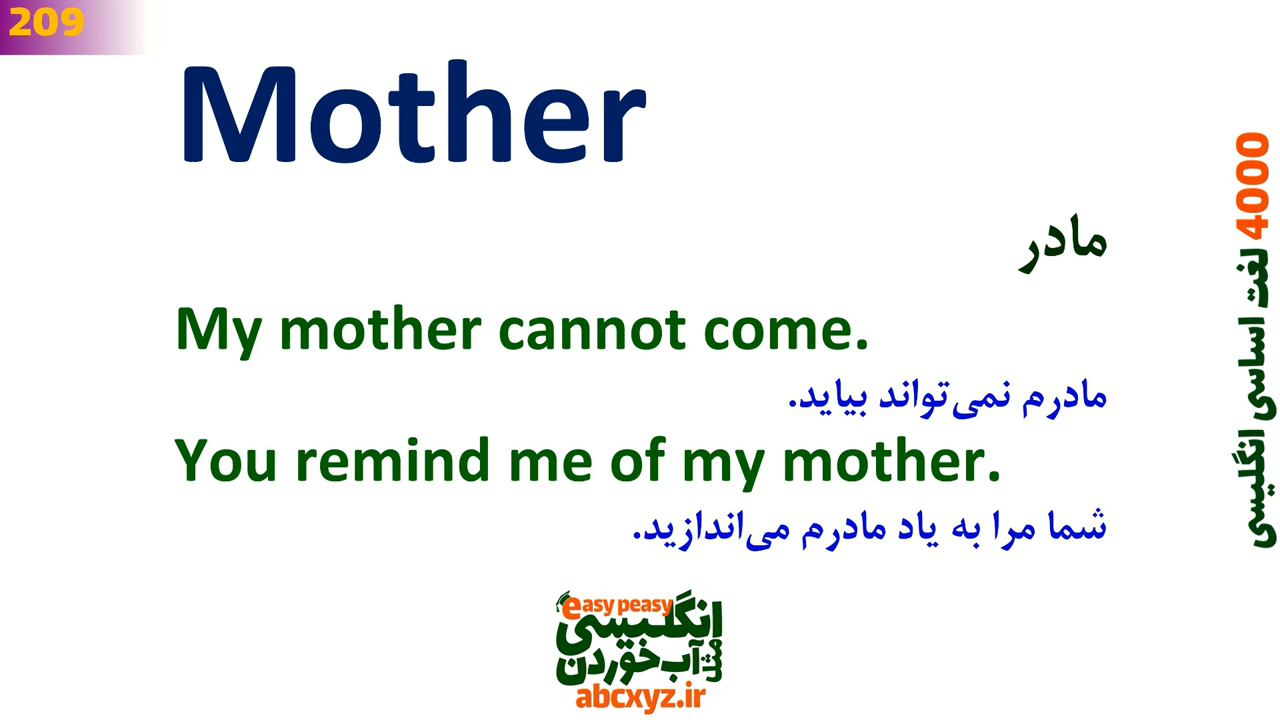 209
Mother
مادر
My mother cannot come.
مادرم نمی‌تواند بیاید.
You remind me of my mother.
شما مرا به یاد مادرم می‌اندازید.
4000 لغت اساسی انگلیسی
easy peasy
انگلیسی
مثل آب خوردن
abcxyz.ir